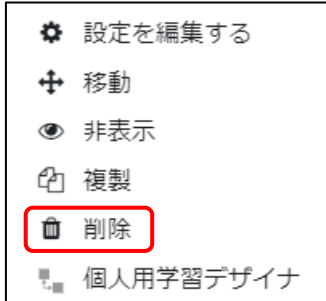 設定を編集する
移動
非表示
複製
削除
個人用学習デザイナ